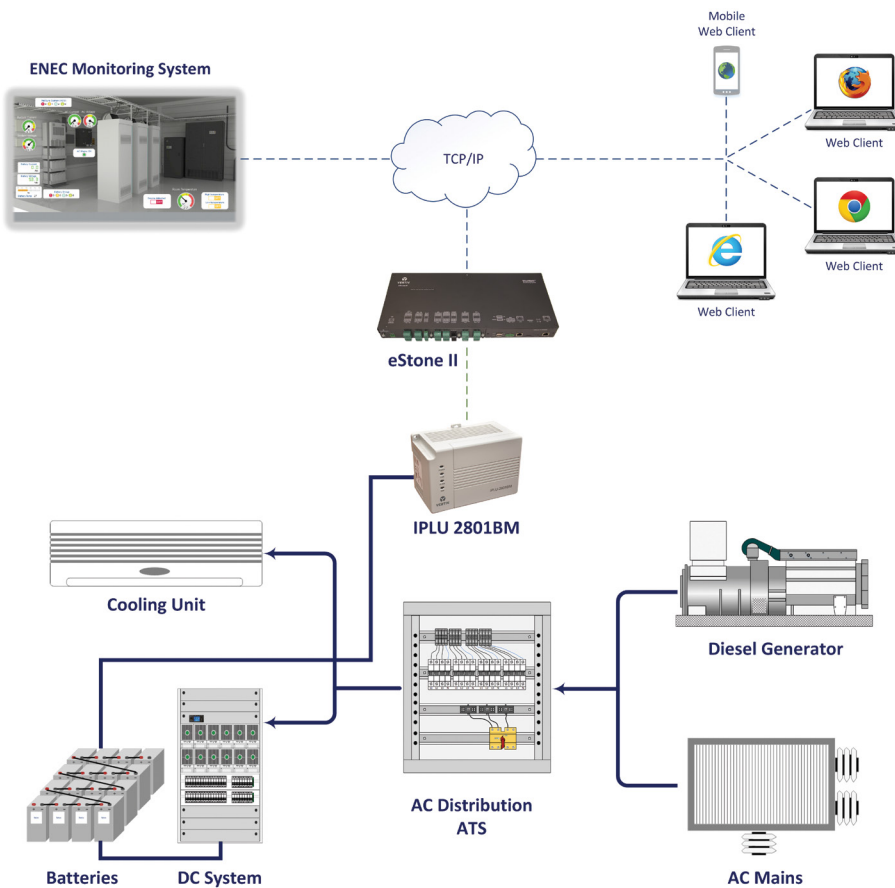 Mobile
Web Client
ENEC Monitoring System
TCP/IP
Web Client
Web Client
Web Client
eStone II
IPLU 2801BM
Cooling Unit
Diesel Generator
AC Distribution
ATS
Batteries
DC System
AC Mains